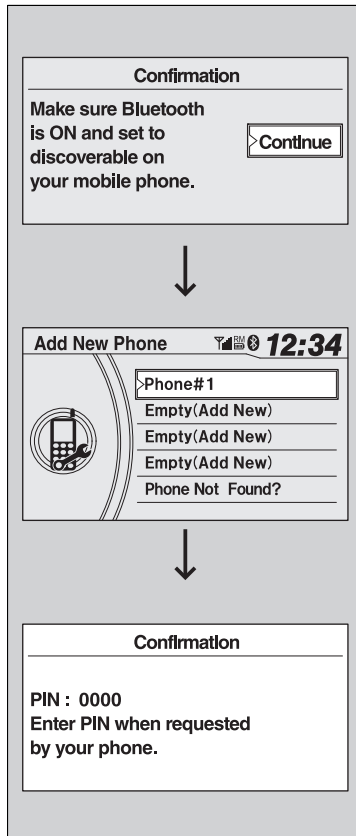 Confirmation
Make sure Bluetooth
is ON and set to
discoverable on
your mobile phone.
Continue
Add New Phone RM 12:34
Phone#1
Empty(Add New)
Empty(Add New)
Empty(Add New)
Phone Not Found?
Confirmation
PIN : 0000
Enter PIN when requested
by your phone.